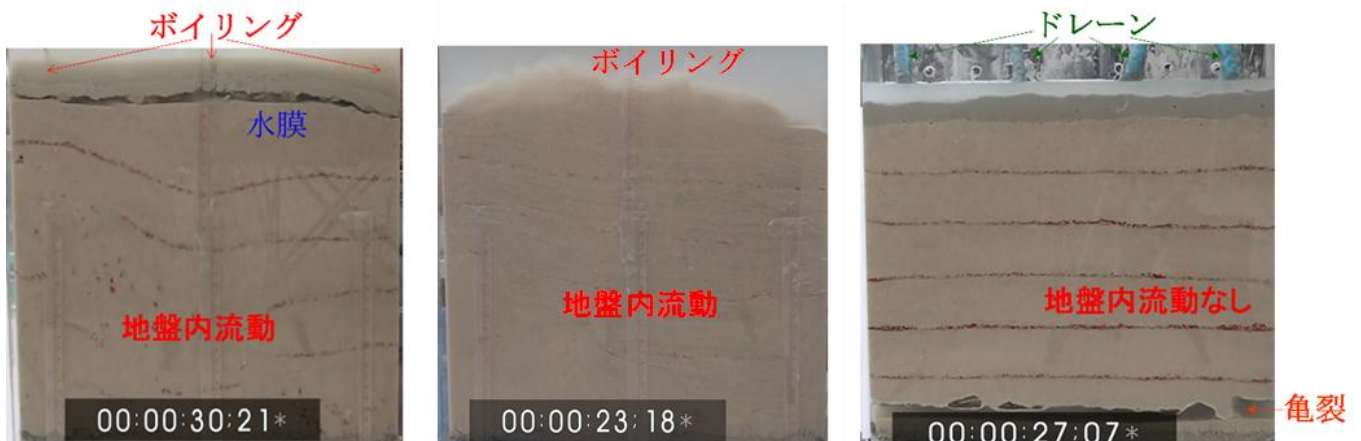 ボイリング
水膜
地盤内流動
00:00:30;21*
ボイリング
地盤内流動
00:00:23;18*
ドレーン
地盤内流動なし
亀裂
00:00:27;07*